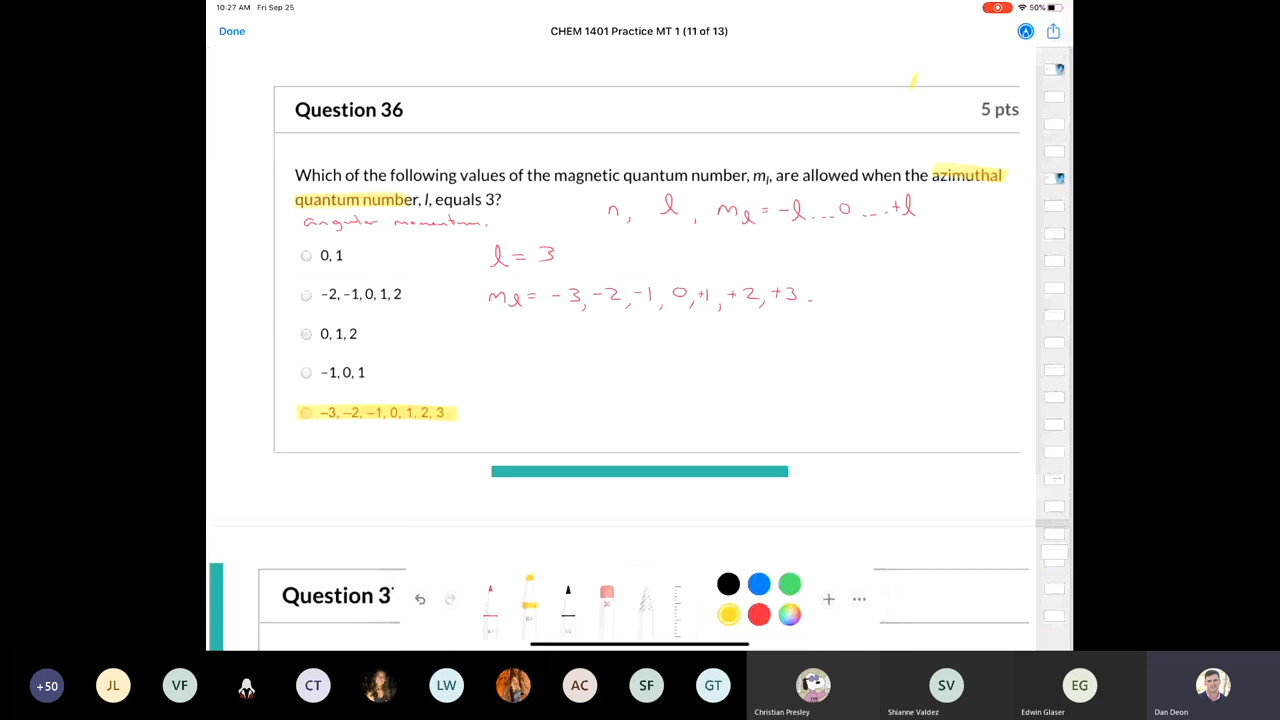 10:27 AM Fri Sep 25
50%
Done
CHEM 1401 Practice MT 1 (11 of 13)
Question 36
5 pts
Which of the following values of the magnetic quantum number, ml, are allowed when the azimuthal
quantum number, l, equals 3?
n, l, ml = -l ... 0 ... +l
angular momentum.
0, 1
l = 3
–2, –1, 0, 1, 2
ml = -3, -2, -1, 0, +1, +2, +3.
0, 1, 2
–1, 0, 1
–3, –2, –1, 0, 1, 2, 3
Question 3
+50
JL
VF
CT
LW
AC
SF
GT
SV
EG
Christian Presley
Shianne Valdez
Edwin Glaser
Dan Deon